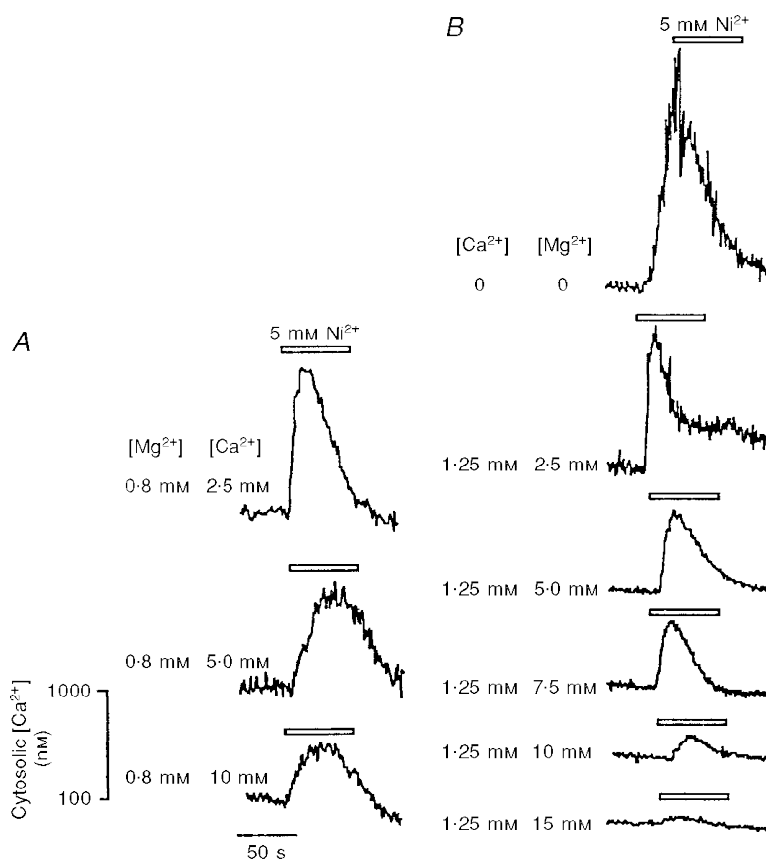 A
5 mM Ni²⁺
[Mg²⁺] [Ca²⁺]
0·8 mM 2·5 mM
0·8 mM 5·0 mM
0·8 mM 10 mM
Cytosolic [Ca²⁺]
(nM)
1000
100
50 s
B
5 mM Ni²⁺
[Ca²⁺] [Mg²⁺]
0 0
1·25 mM 2·5 mM
1·25 mM 5·0 mM
1·25 mM 7·5 mM
1·25 mM 10 mM
1·25 mM 15 mM